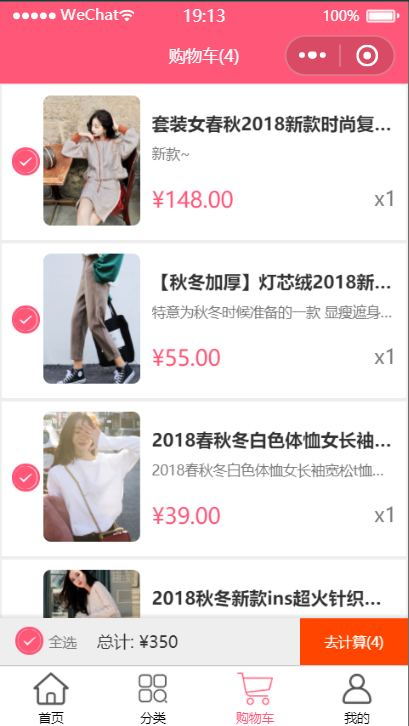 WeChat 19:13 100%
购物车(4)
套装女春秋2018新款时尚复...
新款~
¥148.00 x1
【秋冬加厚】灯芯绒2018新...
特意为秋冬时候准备的一款 显瘦遮身...
¥55.00 x1
2018春秋冬白色体恤女长袖...
2018春秋冬白色体恤女长袖宽松t恤...
¥39.00 x1
2018秋冬新款ins超火针织...
全选 总计: ¥350 去计算(4)
首页 分类 购物车 我的